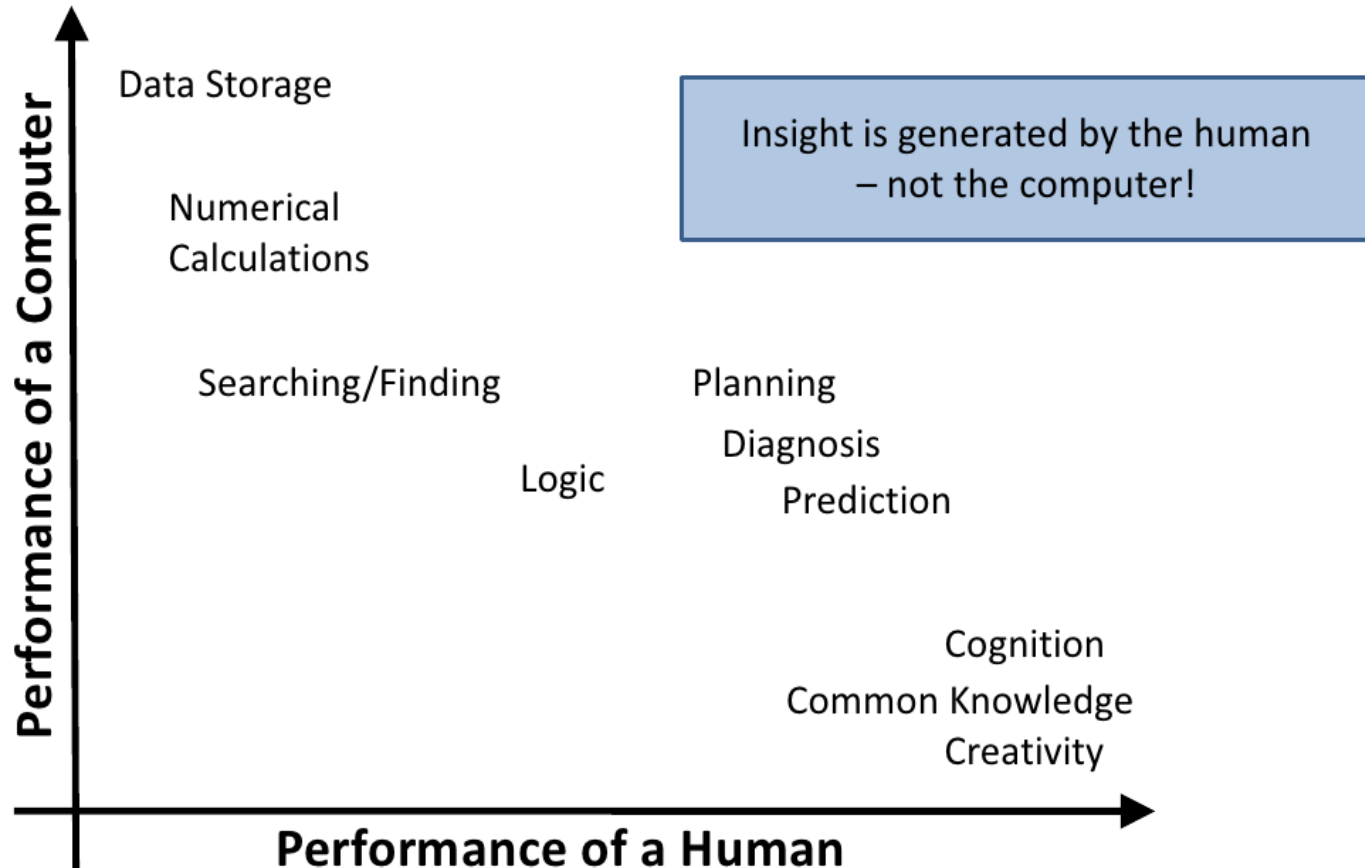 Data Storage
Insight is generated by the human
– not the computer!
Numerical
Calculations
Searching/Finding
Planning
Diagnosis
Logic
Prediction
Cognition
Common Knowledge
Creativity
Performance of a Computer
Performance of a Human